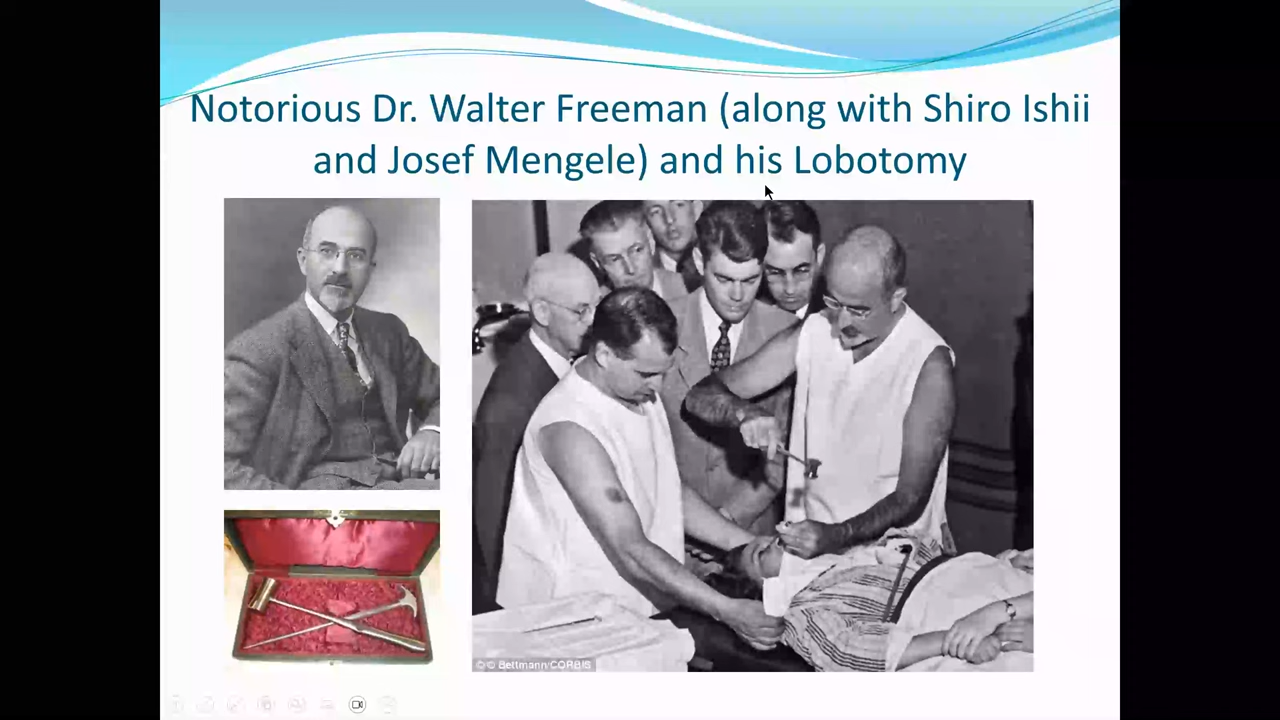 Notorious Dr. Walter Freeman (along with Shiro Ishii
and Josef Mengele) and his Lobotomy
© Bettmann/CORBIS